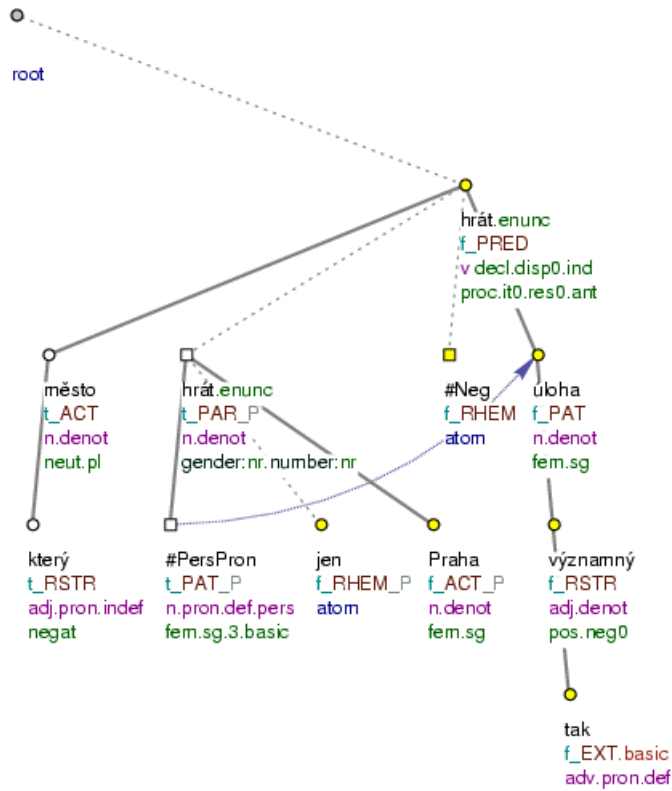 root
hrát.enunc
f_PRED
v decl.disp0.ind
proc.it0.res0.ant
město
t_ACT
n.denot
neut.pl
hrát.enunc
t_PAR_P
n.denot
gender:nr.number:nr
#Neg
f_RHEM
atom
úloha
f_PAT
n.denot
fem.sg
který
t_RSTR
adj.pron.indef
negat
#PersPron
t_PAT_P
n.pron.def.pers
fem.sg.3.basic
jen
f_RHEM_P
atom
Praha
f_ACT_P
n.denot
fem.sg
významný
f_RSTR
adj.denot
pos.neg0
tak
f_EXT.basic
adv.pron.def